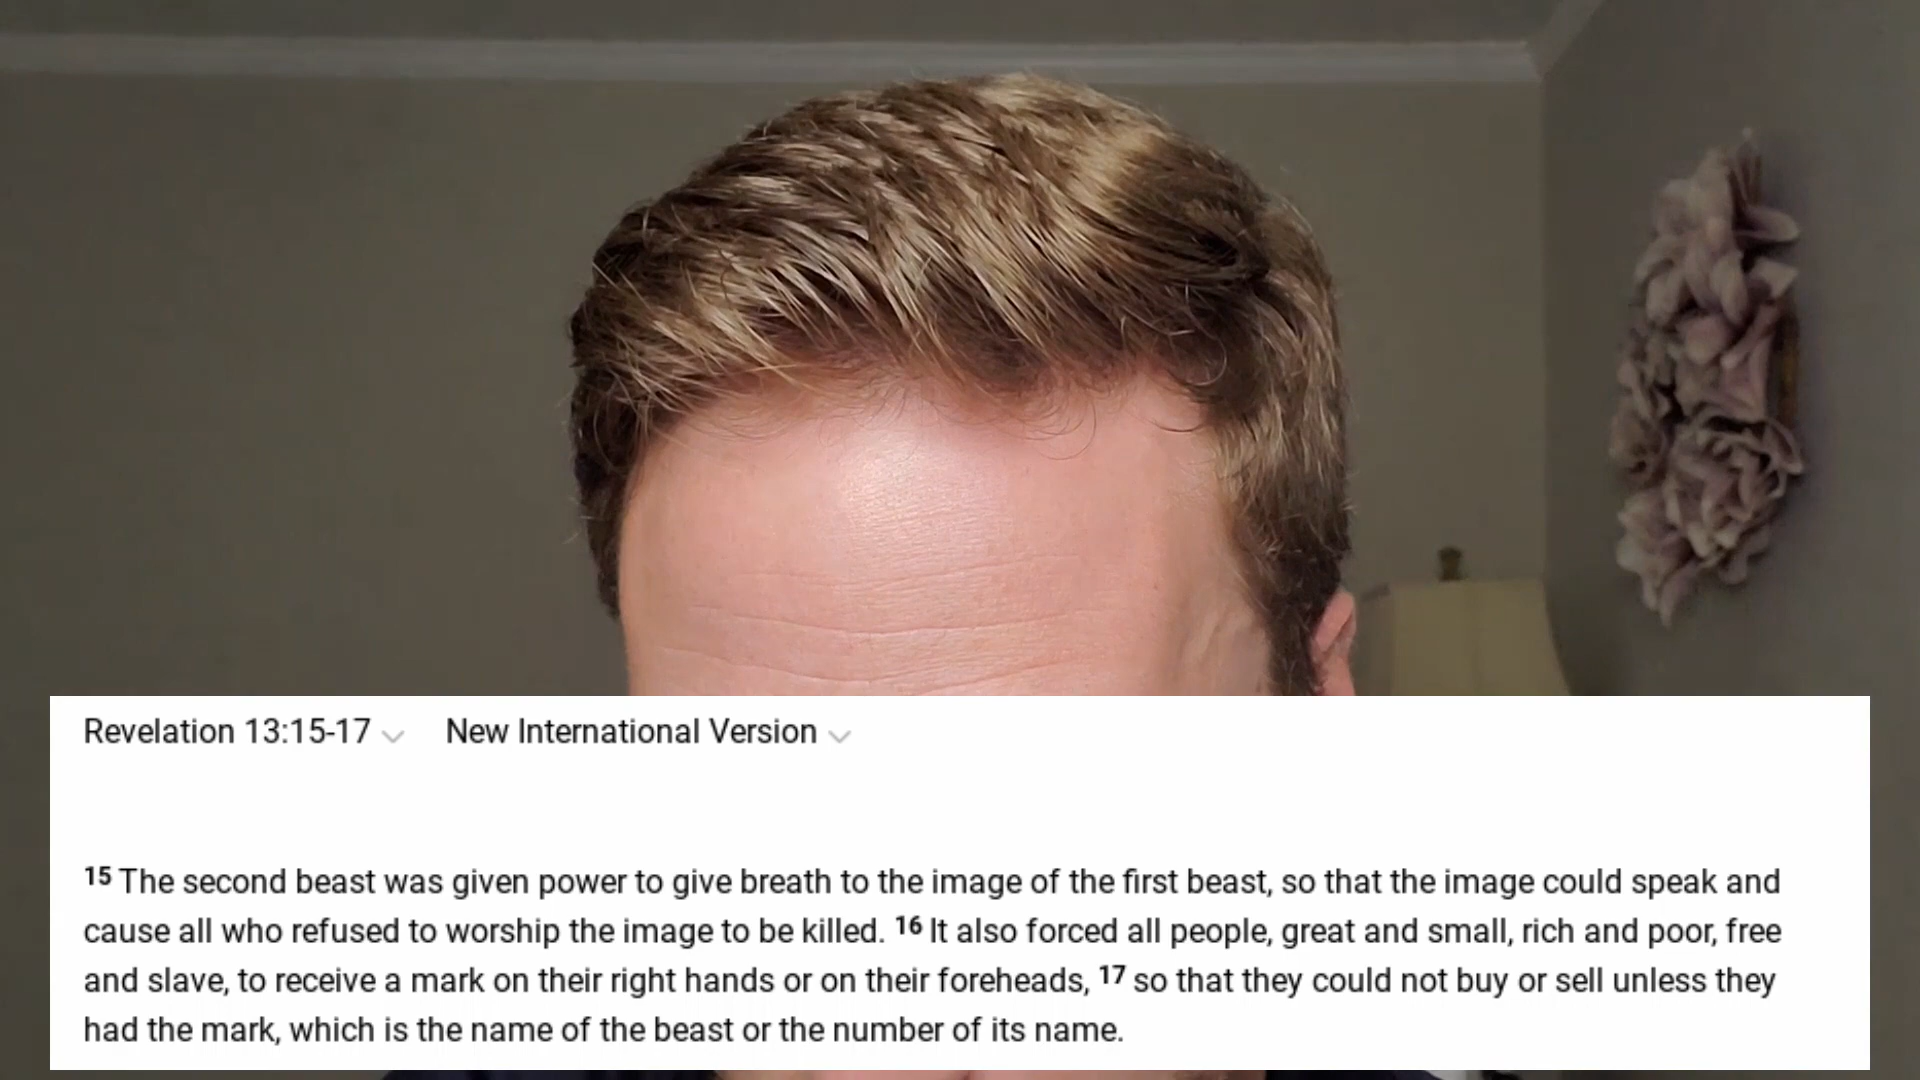 Revelation 13:15-17 New International Version
15 The second beast was given power to give breath to the image of the first beast, so that the image could speak and
cause all who refused to worship the image to be killed. 16 It also forced all people, great and small, rich and poor, free
and slave, to receive a mark on their right hands or on their foreheads, 17 so that they could not buy or sell unless they
had the mark, which is the name of the beast or the number of its name.